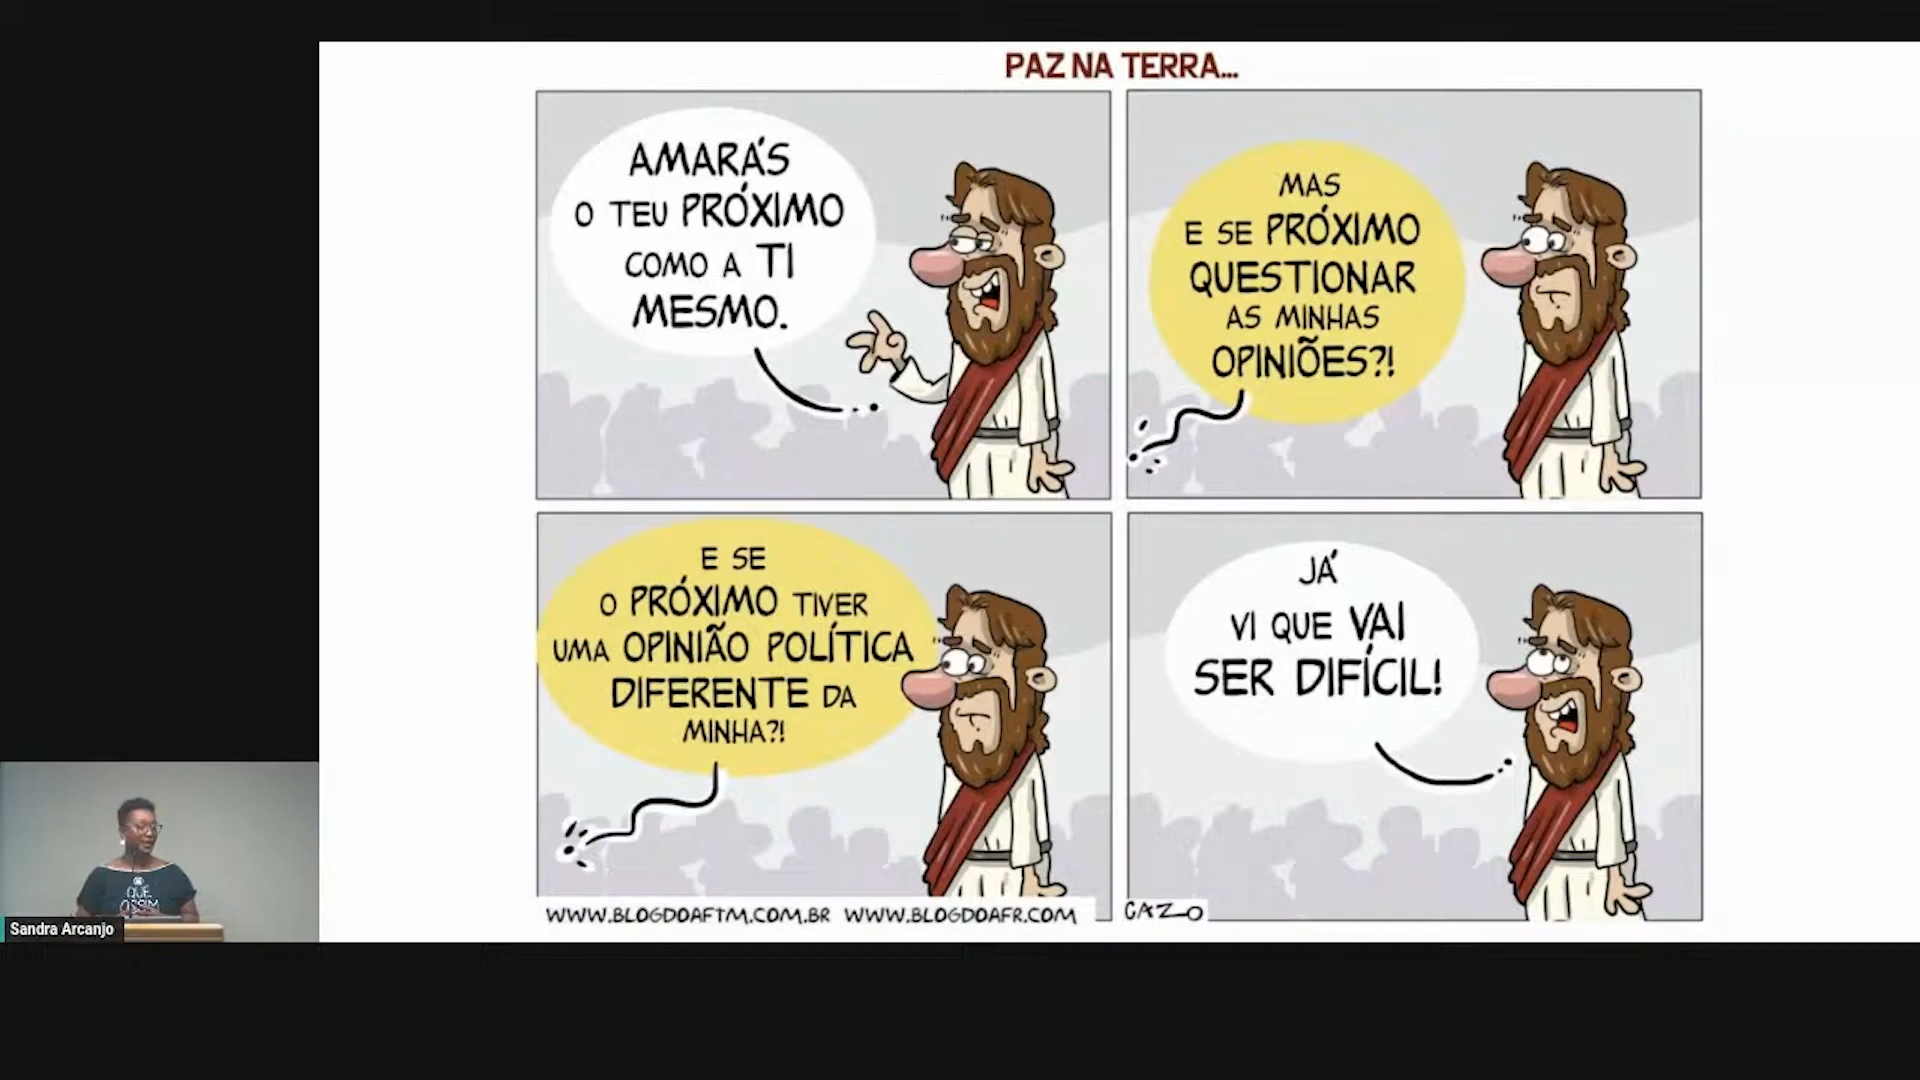 PAZ NA TERRA...
AMARÁS
O TEU PRÓXIMO
COMO A TI
MESMO.
MAS
E SE PRÓXIMO
QUESTIONAR
AS MINHAS
OPINIÕES?!
E SE
O PRÓXIMO TIVER
UMA OPINIÃO POLÍTICA
DIFERENTE DA
MINHA?!
JÁ
VI QUE VAI
SER DIFÍCIL!
WWW.BLOGDOAFTM.COM.BR WWW.BLOGDOAFR.COM
CAZO
QUE
ASSIM
Sandra Arcanjo